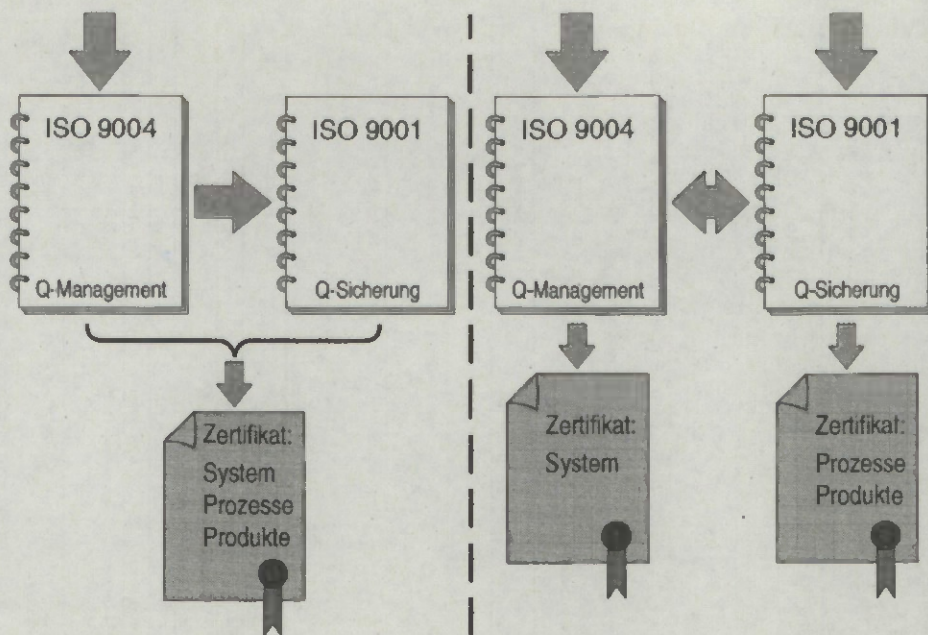 ISO 9004
Q-Management
ISO 9001
Q-Sicherung
Zertifikat:
System
Prozesse
Produkte
ISO 9004
Q-Management
ISO 9001
Q-Sicherung
Zertifikat:
System
Zertifikat:
Prozesse
Produkte